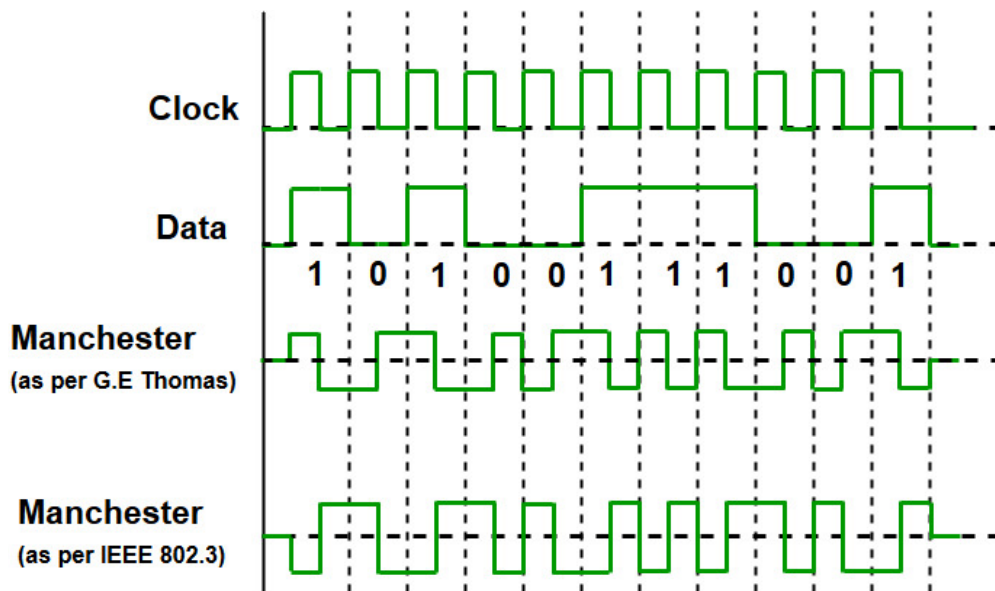 Clock
Data
1 0 1 0 0 1 1 1 0 0 1
Manchester
(as per G.E Thomas)
Manchester
(as per IEEE 802.3)